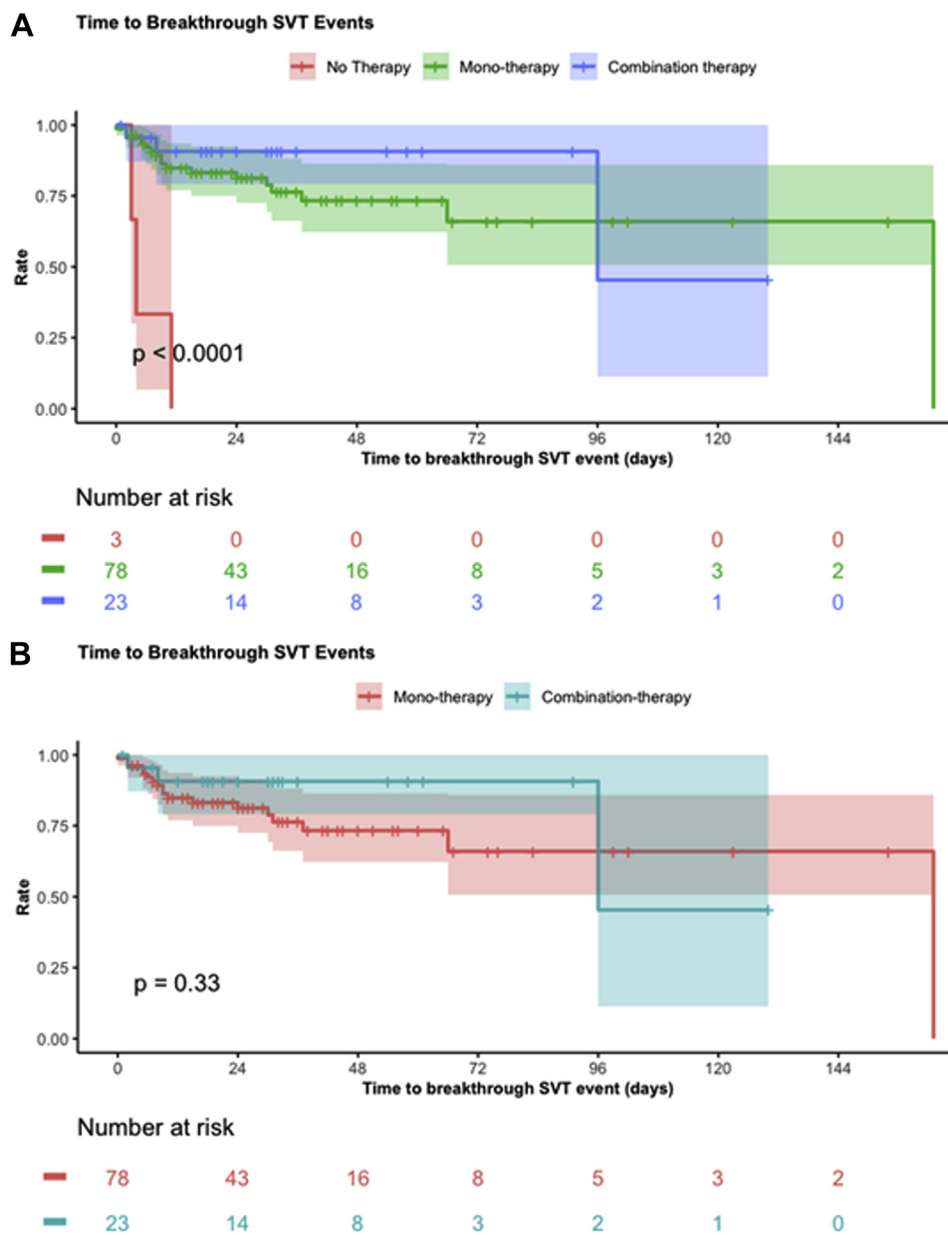 A
Time to Breakthrough SVT Events
No Therapy Mono-therapy Combination therapy
1.00
0.75
0.50
0.25
0.00
Rate
p < 0.0001
0 24 48 72 96 120 144
Time to breakthrough SVT event (days)
Number at risk
3 0 0 0 0 0 0
78 43 16 8 5 3 2
23 14 8 3 2 1 0
B
Time to Breakthrough SVT Events
Mono-therapy Combination-therapy
1.00
0.75
0.50
0.25
0.00
Rate
p = 0.33
0 24 48 72 96 120 144
Time to breakthrough SVT event (days)
Number at risk
78 43 16 8 5 3 2
23 14 8 3 2 1 0